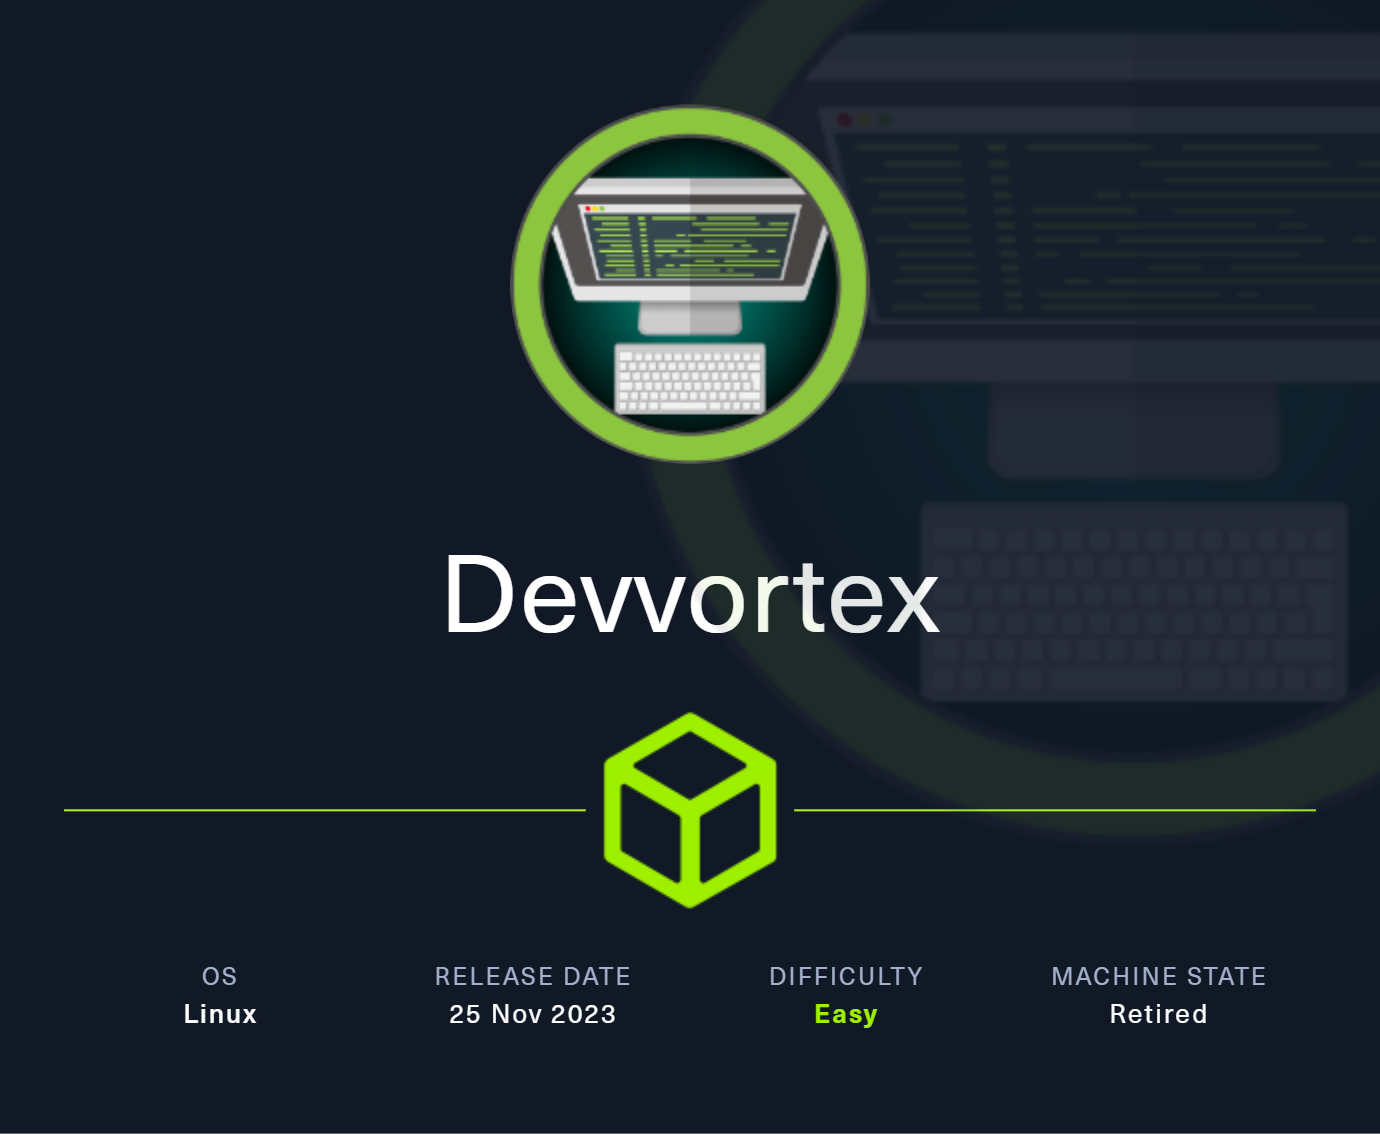 Devvortex
OS
Linux
RELEASE DATE
25 Nov 2023
DIFFICULTY
Easy
MACHINE STATE
Retired